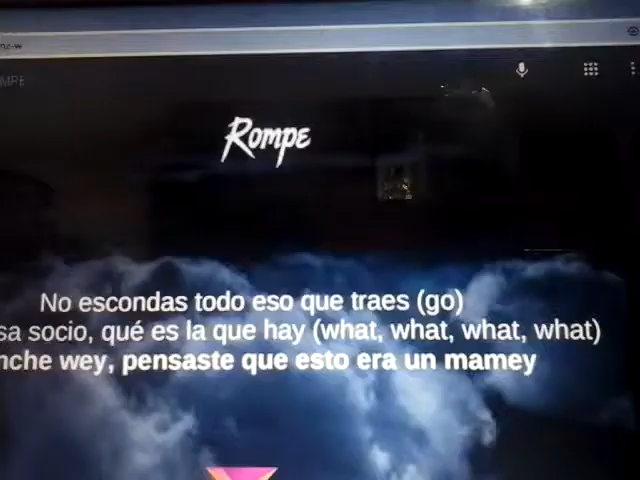 MRE
Rompe
No escondas todo eso que traes (go)
sa socio, qué es la que hay (what, what, what, what)
nche wey, pensaste que esto era un mamey